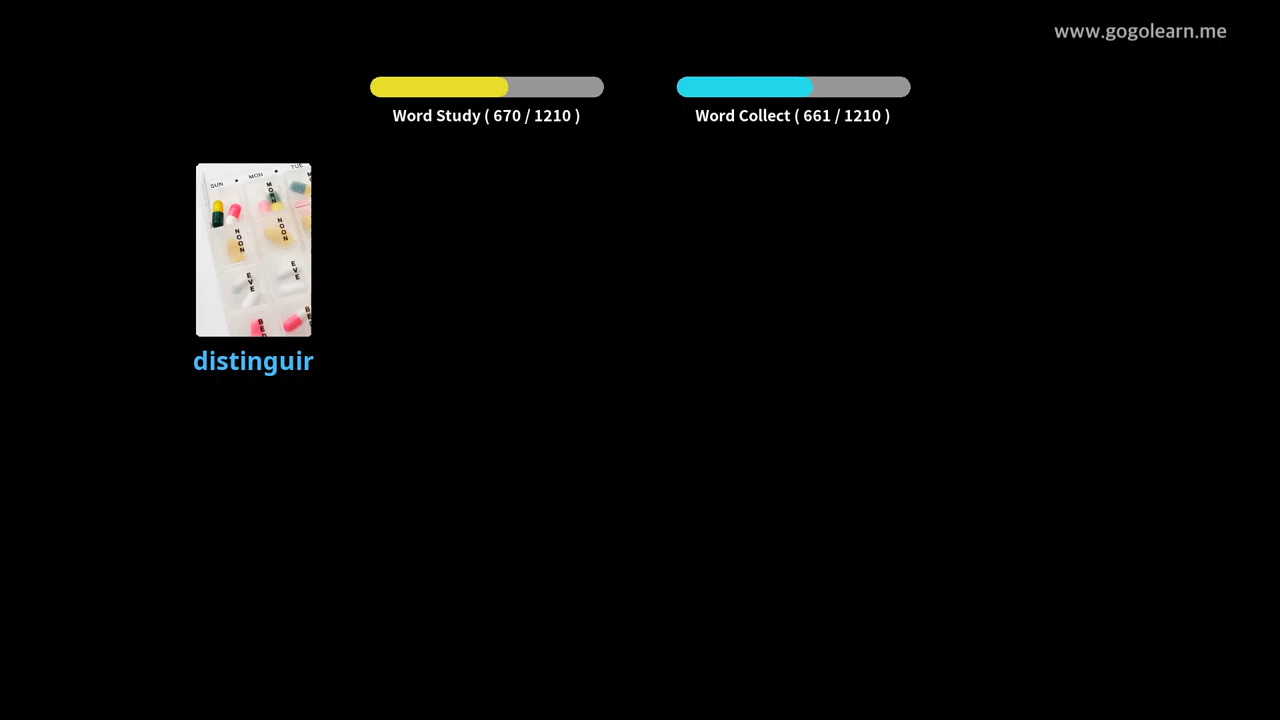 www.gogolearn.me
Word Study ( 670 / 1210 )
Word Collect ( 661 / 1210 )
SUN • MON • TUE
MORN
NOON
NOON
EVE
EVE
distinguir